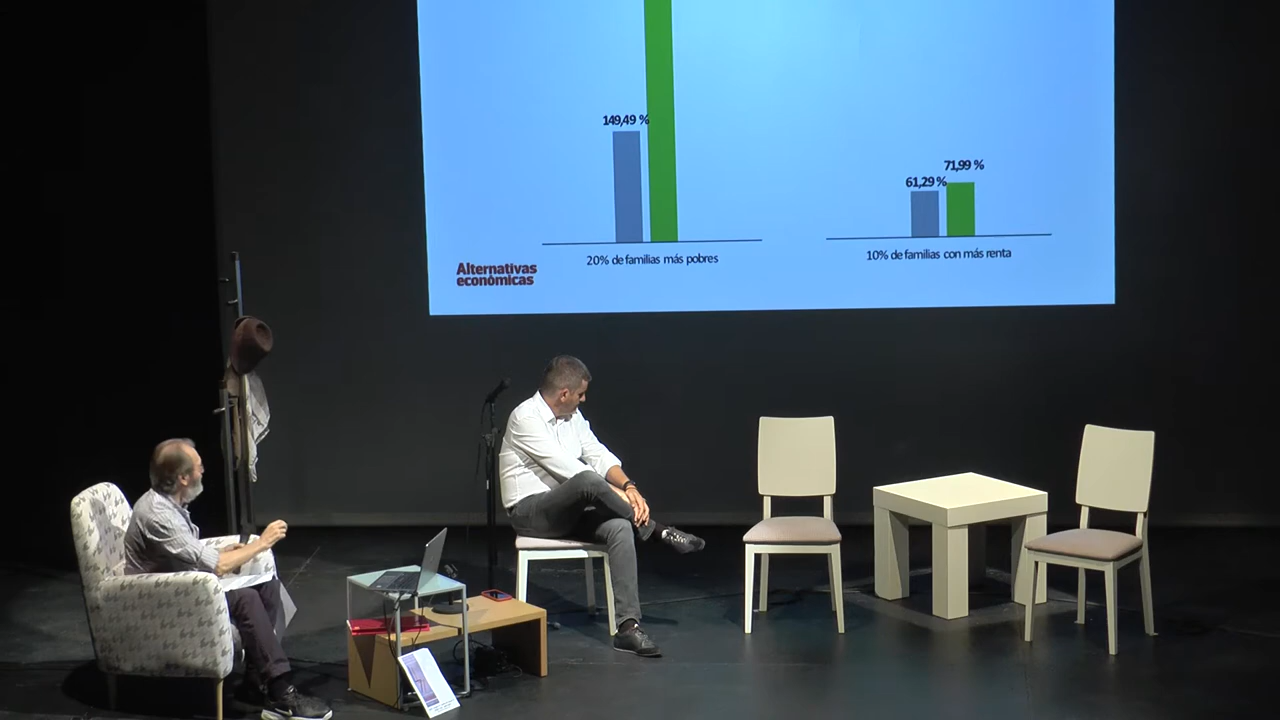 149,49 %
71,99 %
61,29 %
20% de familias más pobres
10% de familias con más renta
Alternativas
económicas